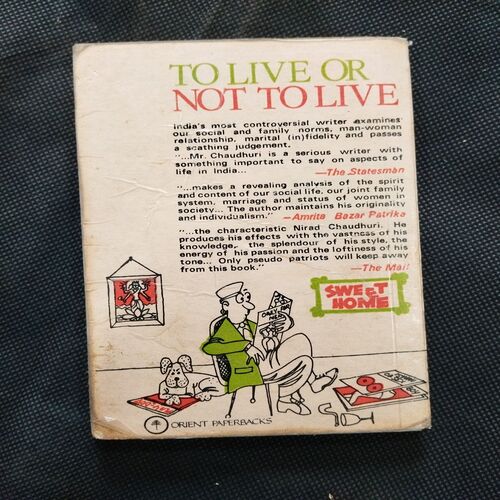 TO LIVE OR
NOT TO LIVE
India's most controversial writer examines
our social and family norms, man-woman
relationship, marital (in)fidelity and passes
a scathing judgement.
"...Mr. Chaudhuri is a serious writer with
something important to say on aspects of
life in India...
—The Statesman
"...makes a revealing analysis of the spirit
and content of our social life, our joint family
system, marriage and status of women in
society... The author maintains his originality
and individualism."
—Amrita Bazar Patrika
"...the characteristic Nirad Chaudhuri. He
produces his effects with the vastness of his
knowledge, the splendour of his style, the
energy of his passion and the loftiness of his
tone... Only pseudo patriots will keep away
from this book."
—The Mail
SWEET
HOME
DAILY
ORIENT PAPERBACKS